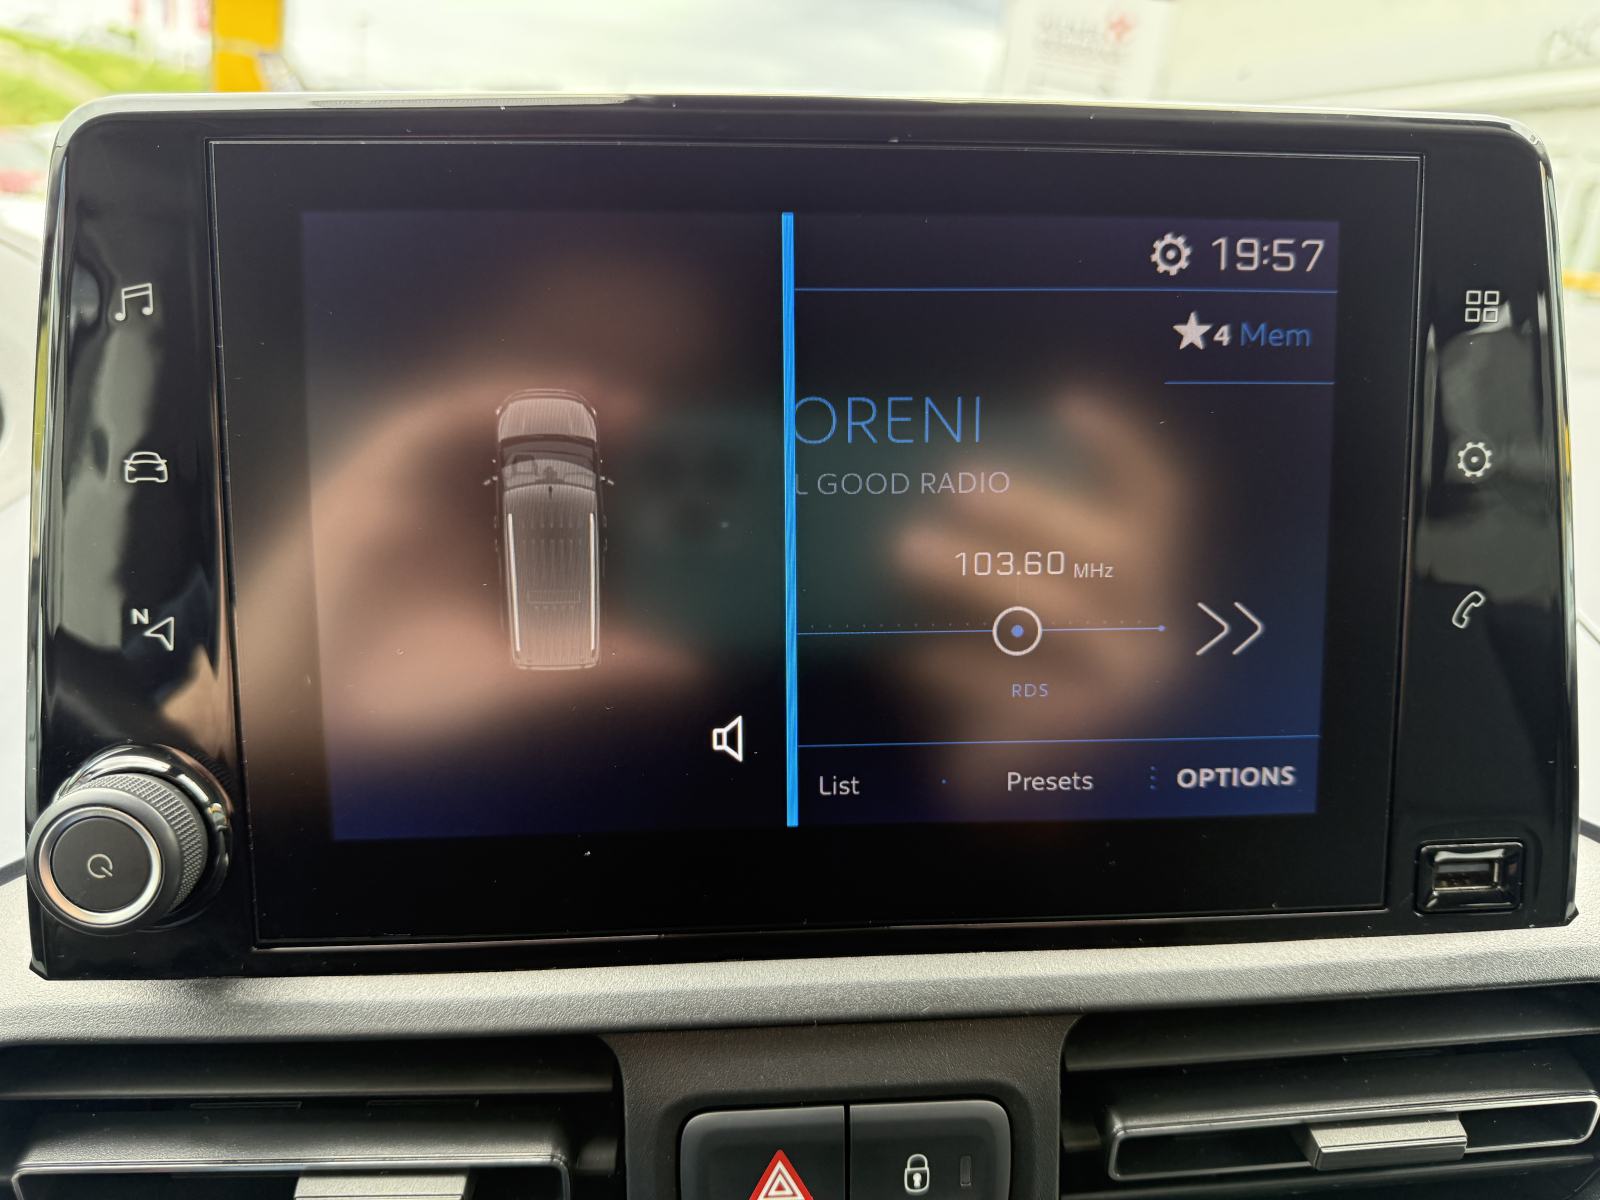 19:57
4 Mem
ORENI
L GOOD RADIO
103.60 MHz
RDS
List
Presets
OPTIONS
N